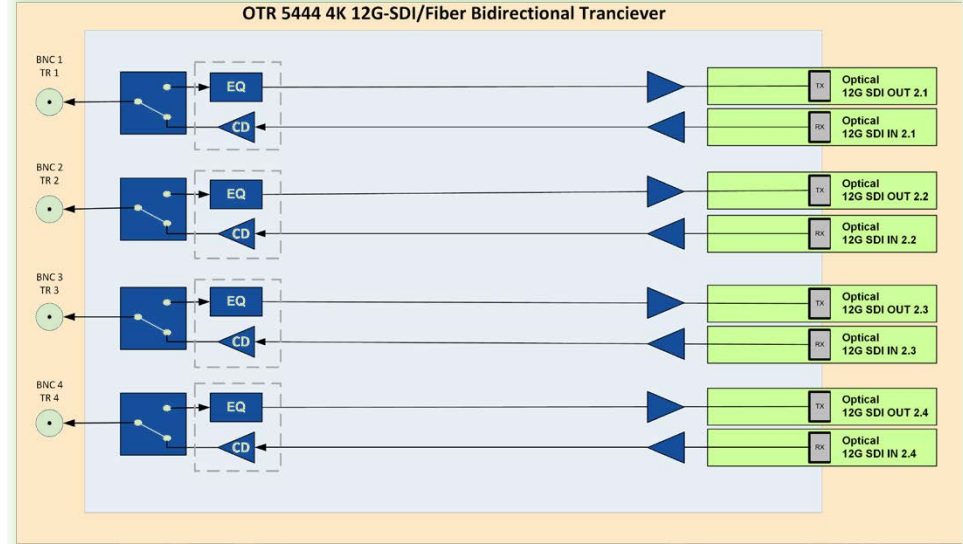 OTR 5444 4K 12G-SDI/Fiber Bidirectional Tranciever
BNC 1
TR 1
EQ
CD
TX
Optical
12G SDI OUT 2.1
RX
Optical
12G SDI IN 2.1
BNC 2
TR 2
EQ
CD
TX
Optical
12G SDI OUT 2.2
RX
Optical
12G SDI IN 2.2
BNC 3
TR 3
EQ
CD
TX
Optical
12G SDI OUT 2.3
RX
Optical
12G SDI IN 2.3
BNC 4
TR 4
EQ
CD
TX
Optical
12G SDI OUT 2.4
RX
Optical
12G SDI IN 2.4